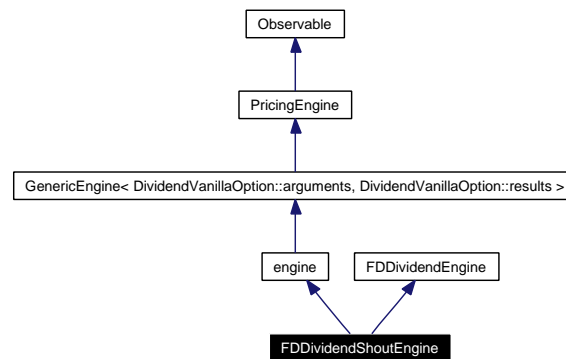 Observable
PricingEngine
GenericEngine< DividendVanillaOption::arguments, DividendVanillaOption::results >
engine
FDDividendEngine
FDDividendShoutEngine